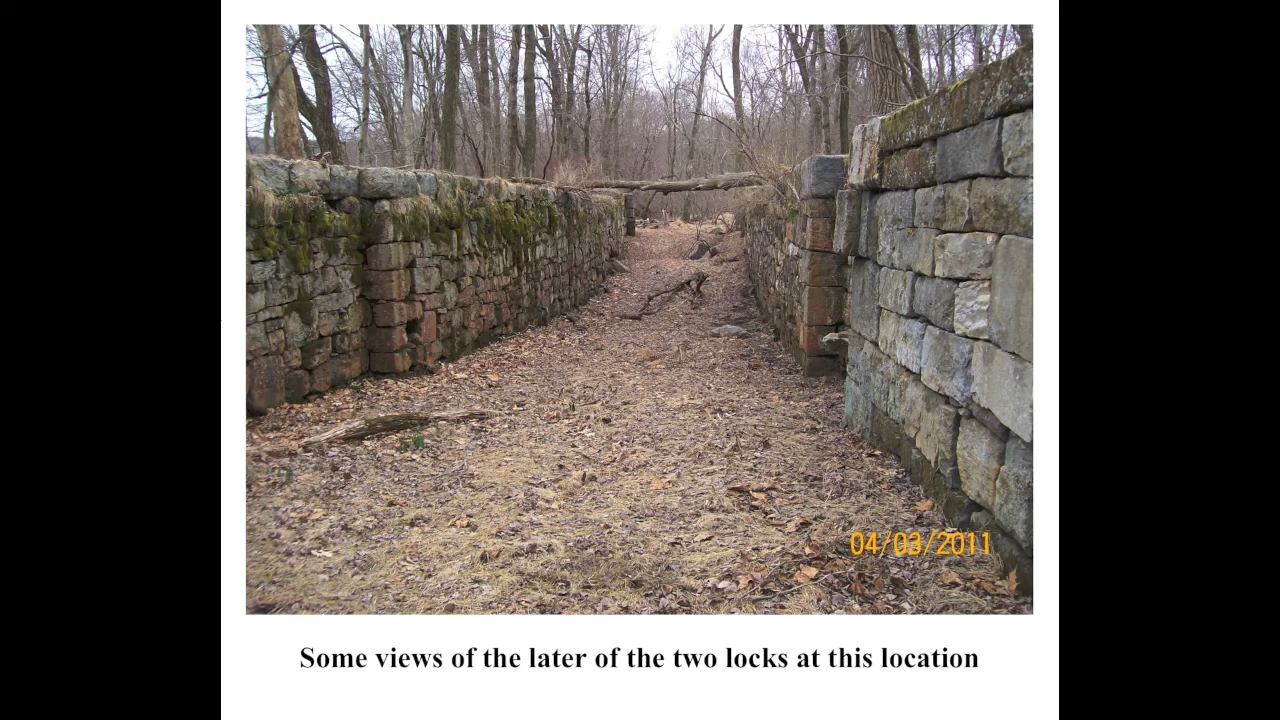 04/03/2011
Some views of the later of the two locks at this location